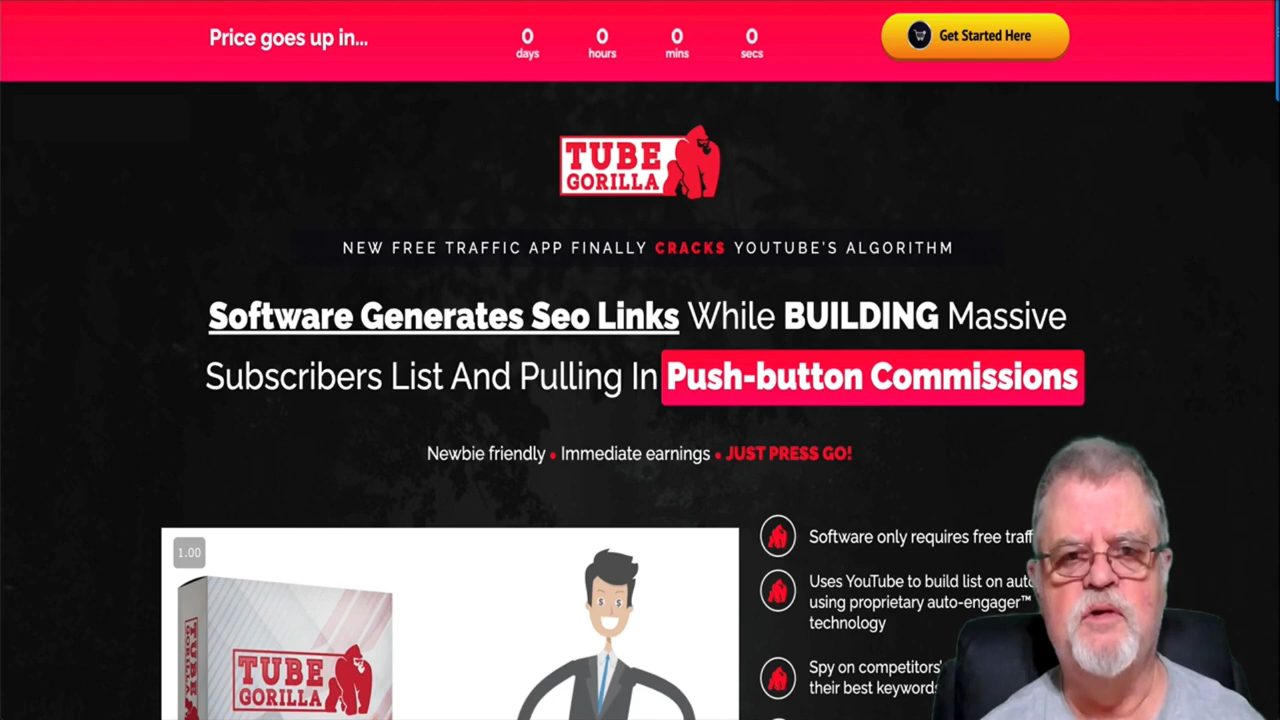 Price goes up in...
0 0 0 0
days hours mins secs
Get Started Here
TUBE
GORILLA
NEW FREE TRAFFIC APP FINALLY CRACKS YOUTUBE'S ALGORITHM
Software Generates Seo Links While BUILDING Massive
Subscribers List And Pulling In Push-button Commissions
Newbie friendly • Immediate earnings • JUST PRESS GO!
1.00
TUBE
GORILLA
TUBE
GORILLA
Software only requires free
Uses YouTube to build list on
using proprietary auto-engager™
technology
Spy on competitors'
their best keywords